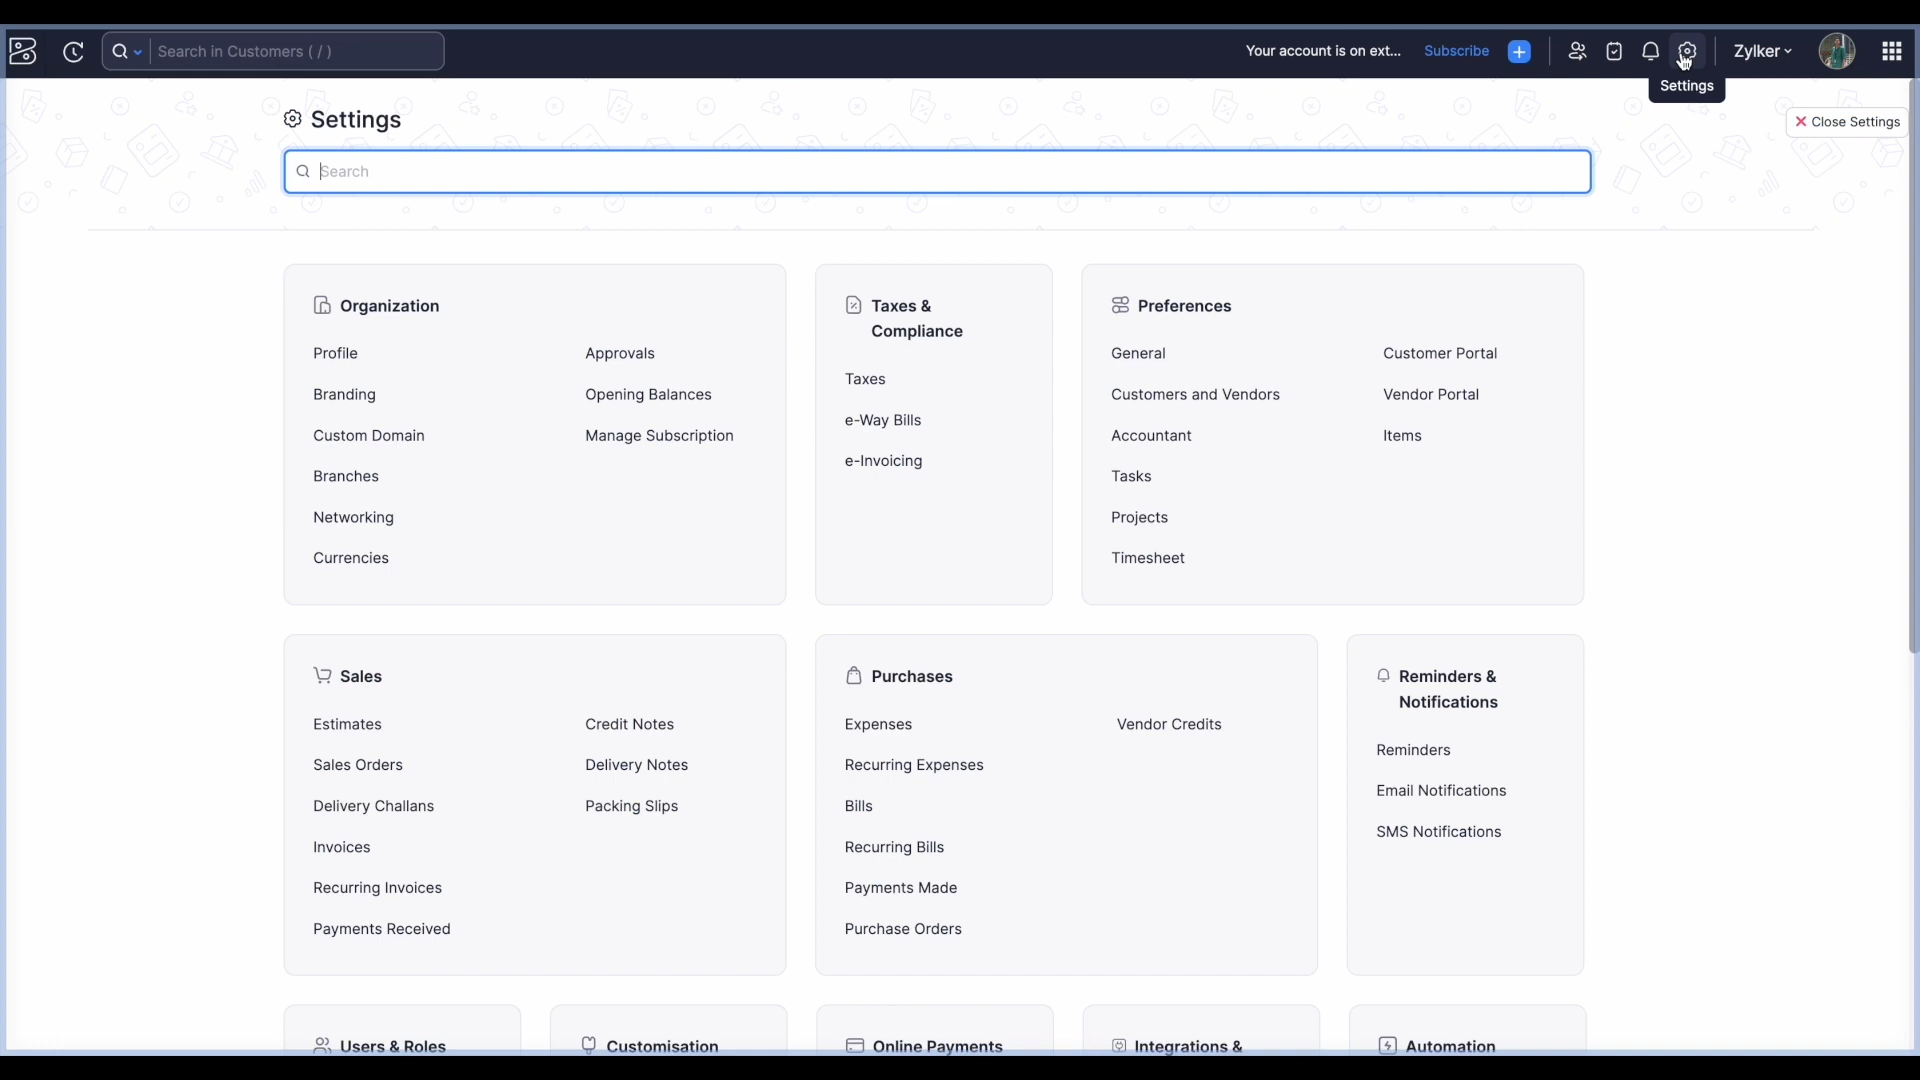 Search in Customers ( / )
Your account is on ext...
Subscribe
Zylker
Settings
Settings
Close Settings
Search
Organization
Profile
Branding
Custom Domain
Branches
Networking
Currencies
Approvals
Opening Balances
Manage Subscription
Taxes &
Compliance
Taxes
e-Way Bills
e-Invoicing
Preferences
General
Customers and Vendors
Accountant
Tasks
Projects
Timesheet
Customer Portal
Vendor Portal
Items
Sales
Estimates
Sales Orders
Delivery Challans
Invoices
Recurring Invoices
Payments Received
Credit Notes
Delivery Notes
Packing Slips
Purchases
Expenses
Recurring Expenses
Bills
Recurring Bills
Payments Made
Purchase Orders
Vendor Credits
Reminders &
Notifications
Reminders
Email Notifications
SMS Notifications
Users & Roles
Customisation
Online Payments
Integrations &
Automation